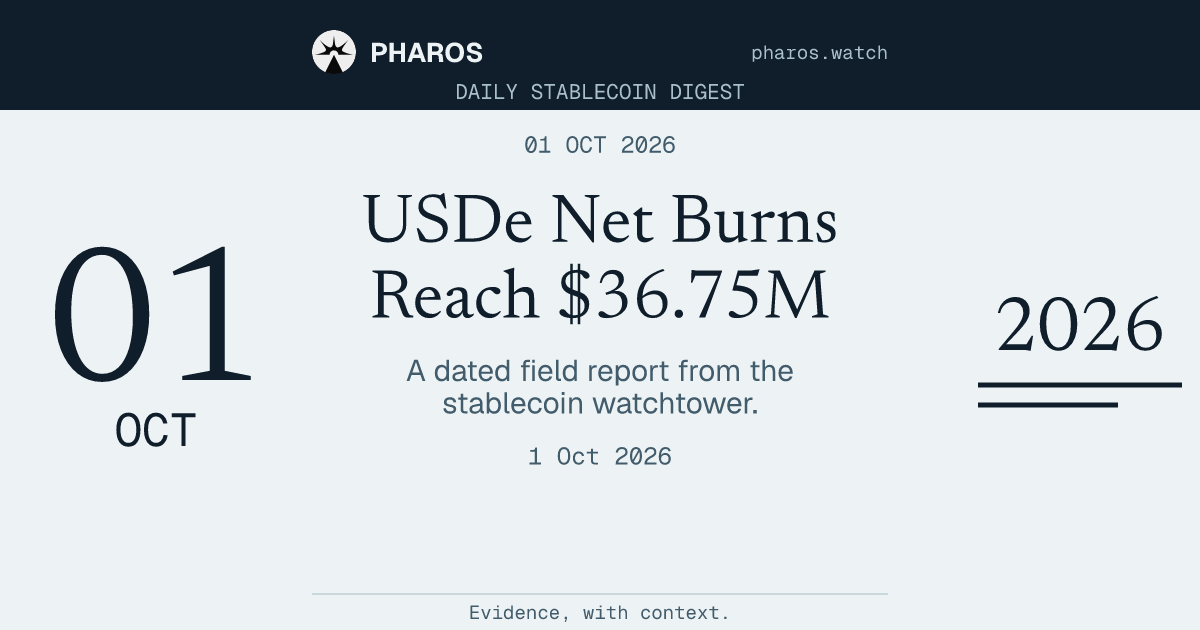 PHAROS
pharos.watch
DAILY STABLECOIN DIGEST
01 OCT 2026
USDe Net Burns
Reach $36.75M
A dated field report from the
stablecoin watchtower.
1 Oct 2026
01
OCT
2026
Evidence, with context.